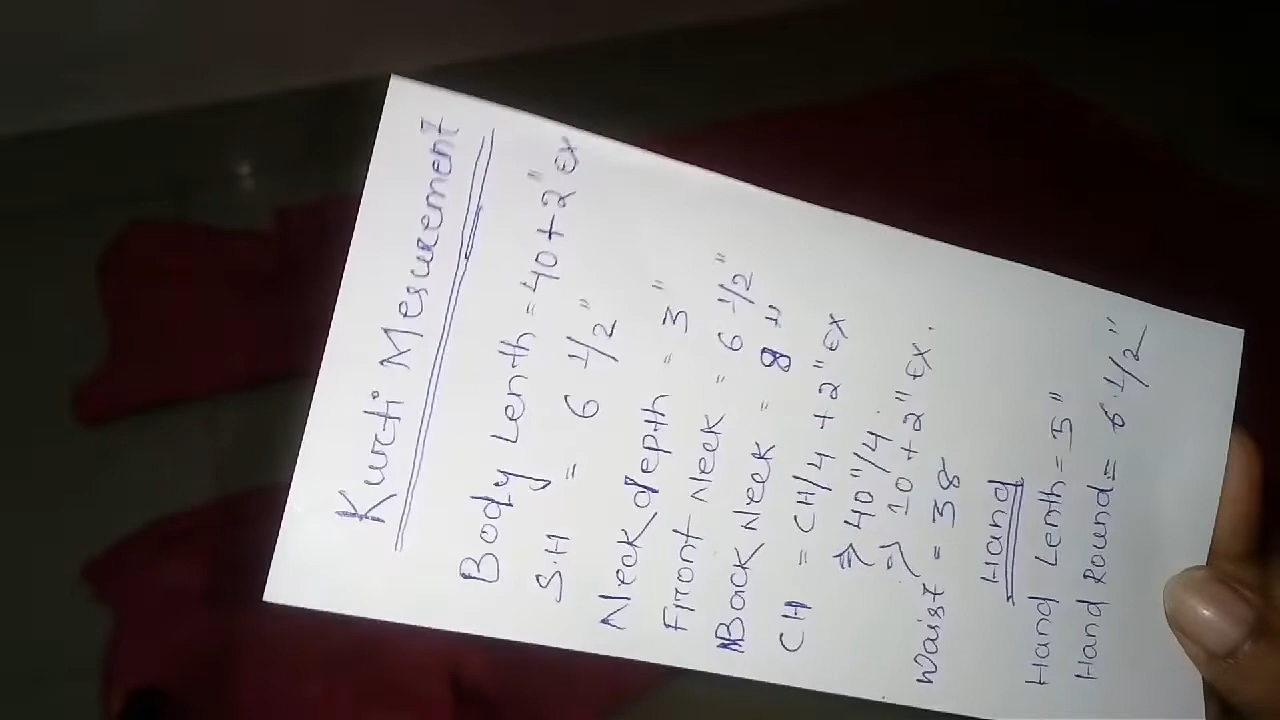 Kurti Mesurement
Body Lenth = 40 + 2" Ex
S.H = 6 1/2"
Neck depth = 3"
Front Neck = 6 1/2"
Back Neck = 8"
CH = CH/4 + 2" Ex
⇒ 40"/4
⇒ 10 + 2" Ex.
Waist = 38
Hand
Hand Lenth = 3"
Hand Round = 6 1/2"